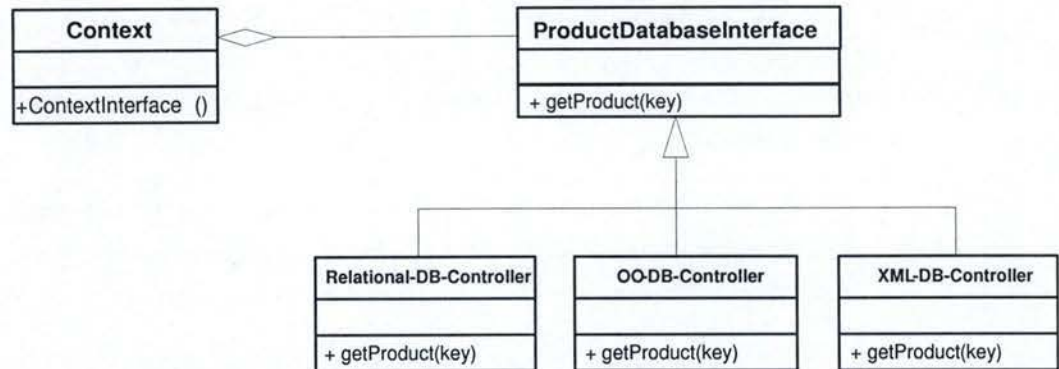 Context
ProductDatabaseInterface
+ContextInterface ()
+ getProduct(key)
Relational-DB-Controller
OO-DB-Controller
XML-DB-Controller
+ getProduct(key)
+ getProduct(key)
+ getProduct(key)